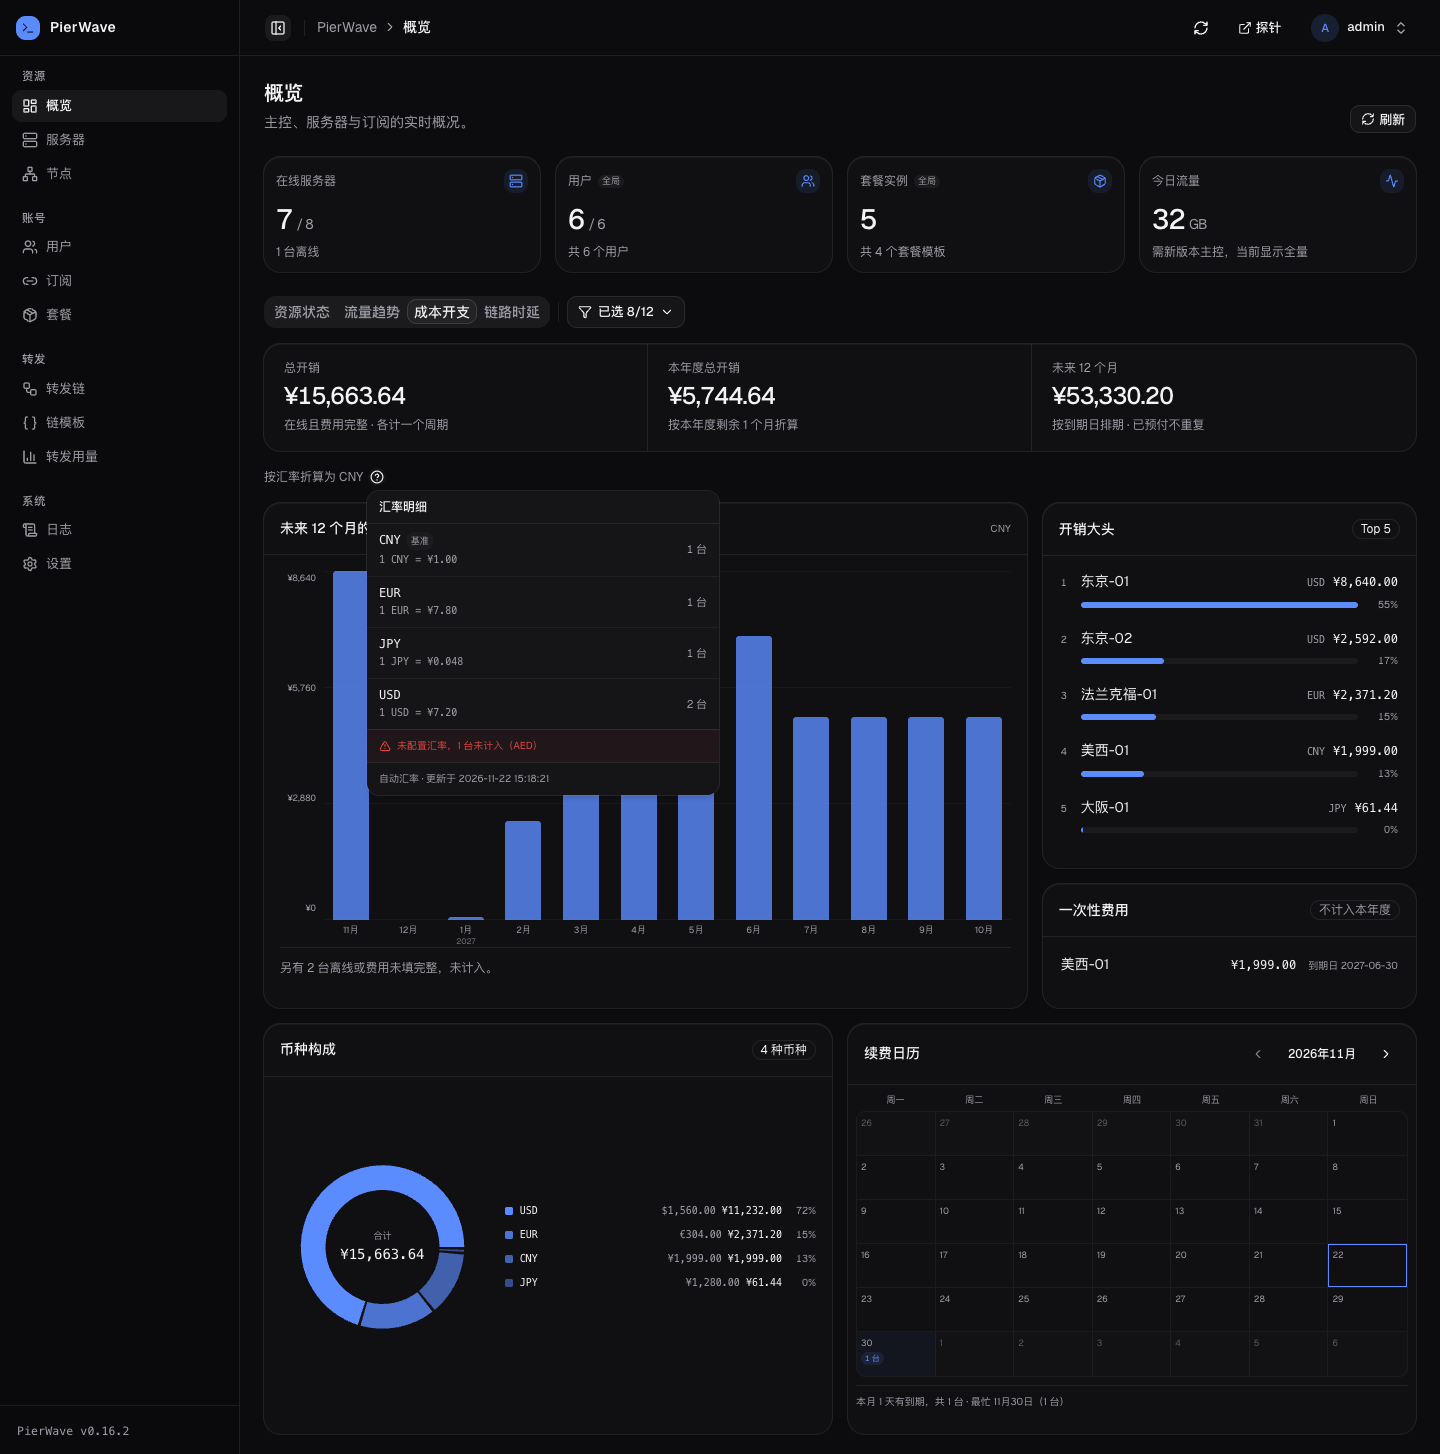 PierWave
PierWave > 概览
探针
A admin
资源
概览
服务器
节点
账号
用户
订阅
套餐
转发
转发链
链模板
转发用量
系统
日志
设置
PierWave v0.16.2
概览
主控、服务器与订阅的实时概况。
刷新
在线服务器
7 / 8
1 台离线
用户 全局
6 / 6
共 6 个用户
套餐实例 全局
5
共 4 个套餐模板
今日流量
32 GB
需新版本主控，当前显示全量
资源状态 流量趋势 成本开支 链路时延 已选 8/12
总开销
¥15,663.64
在线且费用完整 · 各计一个周期
本年度总开销
¥5,744.64
按本年度剩余 1 个月折算
未来 12 个月
¥53,330.20
按到期日排期 · 已预付不重复
按汇率折算为 CNY
未来 12 个月的
CNY
汇率明细
CNY 基准
1 CNY = ¥1.00
1 台
EUR
1 EUR = ¥7.80
1 台
JPY
1 JPY = ¥0.048
1 台
USD
1 USD = ¥7.20
2 台
未配置汇率，1 台未计入（AED）
自动汇率 · 更新于 2026-11-22 15:18:21
¥8,640
¥5,760
¥2,880
¥0
11月 12月 1月 2月 3月 4月 5月 6月 7月 8月 9月 10月
2027
另有 2 台离线或费用未填完整，未计入。
开销大头 Top 5
1 东京-01 USD ¥8,640.00
55%
2 东京-02 USD ¥2,592.00
17%
3 法兰克福-01 EUR ¥2,371.20
15%
4 美西-01 CNY ¥1,999.00
13%
5 大阪-01 JPY ¥61.44
0%
一次性费用 不计入本年度
美西-01 ¥1,999.00 到期日 2027-06-30
币种构成 4 种币种
合计
¥15,663.64
USD $1,560.00 ¥11,232.00 72%
EUR €304.00 ¥2,371.20 15%
CNY ¥1,999.00 ¥1,999.00 13%
JPY ¥1,280.00 ¥61.44 0%
续费日历 2026年11月
周一 周二 周三 周四 周五 周六 周日
26 27 28 29 30 31 1
2 3 4 5 6 7 8
9 10 11 12 13 14 15
16 17 18 19 20 21 22
23 24 25 26 27 28 29
30 1 2 3 4 5 6
1 台
本月 1 天有到期，共 1 台 · 最忙 11月30日（1 台）